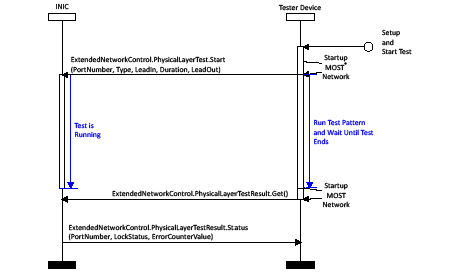 INIC
Tester Device
Setup
and
Start Test
ExtendedNetworkControl.PhysicalLayerTest.Start
(PortNumber, Type, LeadIn, Duration, LeadOut)
Startup
MOST
Network
Test is
Running
Run Test Pattern
and Wait Until Test
Ends
ExtendedNetworkControl.PhysicalLayerTestResult.Get()
Startup
MOST
Network
ExtendedNetworkControl.PhysicalLayerTestResult.Status
(PortNumber, LockStatus, ErrorCounterValue)